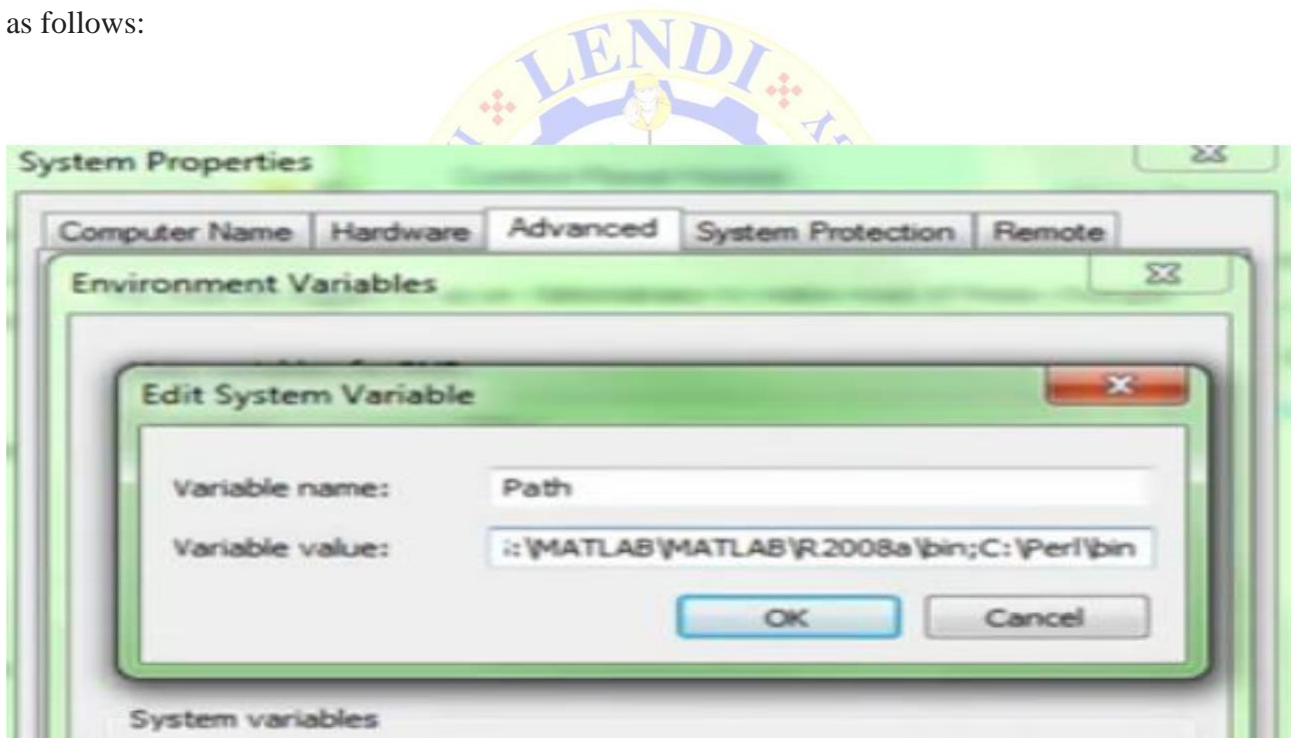 as follows:
LENDI
System Properties
Computer Name Hardware Advanced System Protection Remote
Environment Variables
Edit System Variable
Variable name: Path
Variable value: i:\MATLAB\MATLAB\R2008a\bin;C:\Perl\bin
OK Cancel
System variables